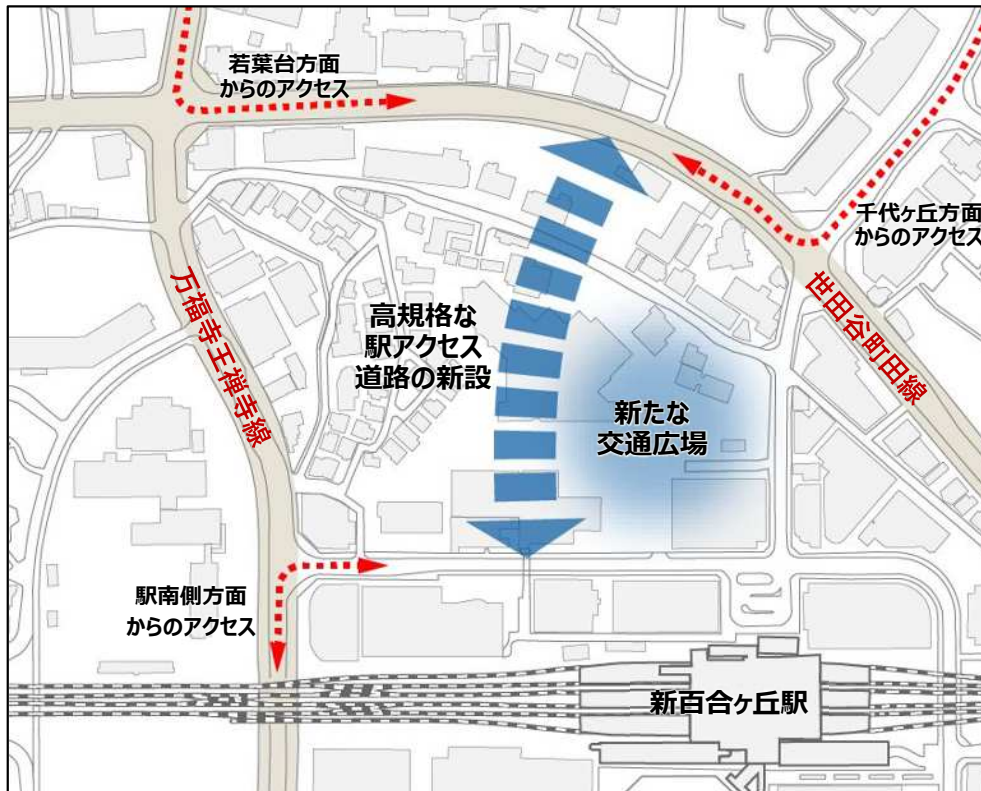 若葉台方面
からのアクセス
千代ヶ丘方面
からのアクセス
世田谷町田線
万福寺王禅寺線
高規格な
駅アクセス
道路の新設
新たな
交通広場
駅南側方面
からのアクセス
新百合ヶ丘駅